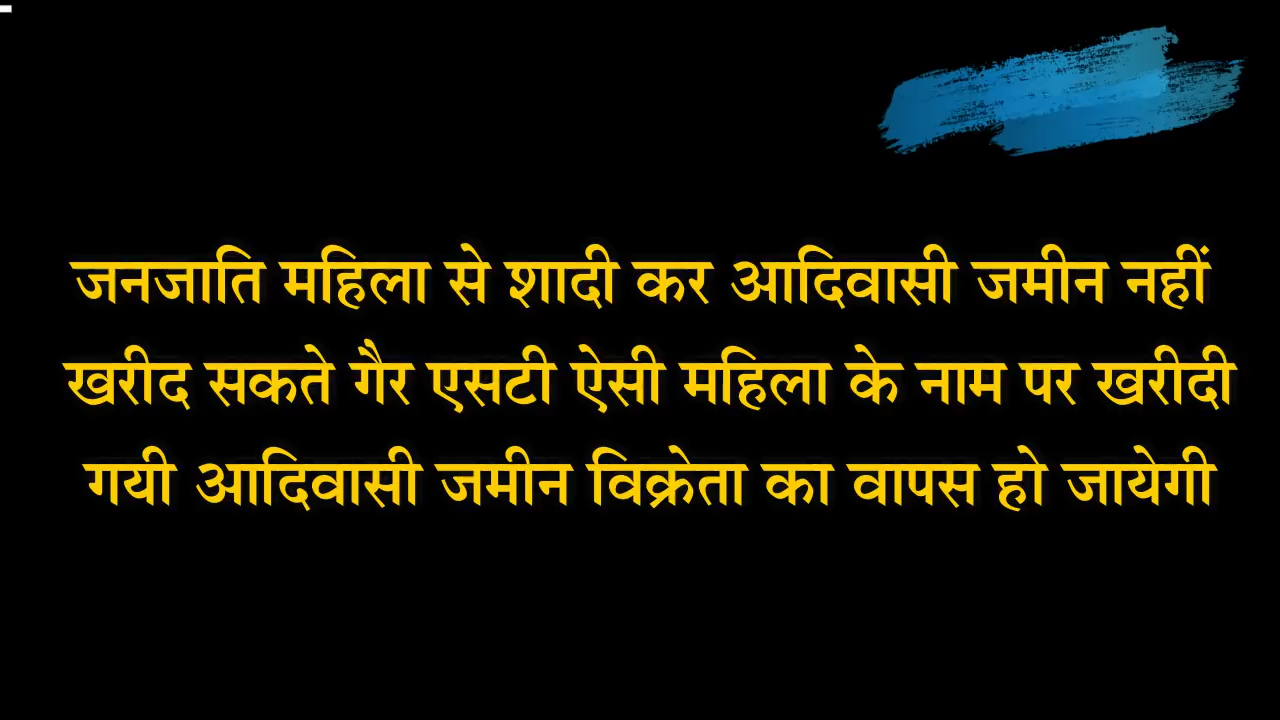 जनजाति महिला से शादी कर आदिवासी जमीन नहीं
खरीद सकते गैर एसटी ऐसी महिला के नाम पर खरीदी
गयी आदिवासी जमीन विक्रेता का वापस हो जायेगी